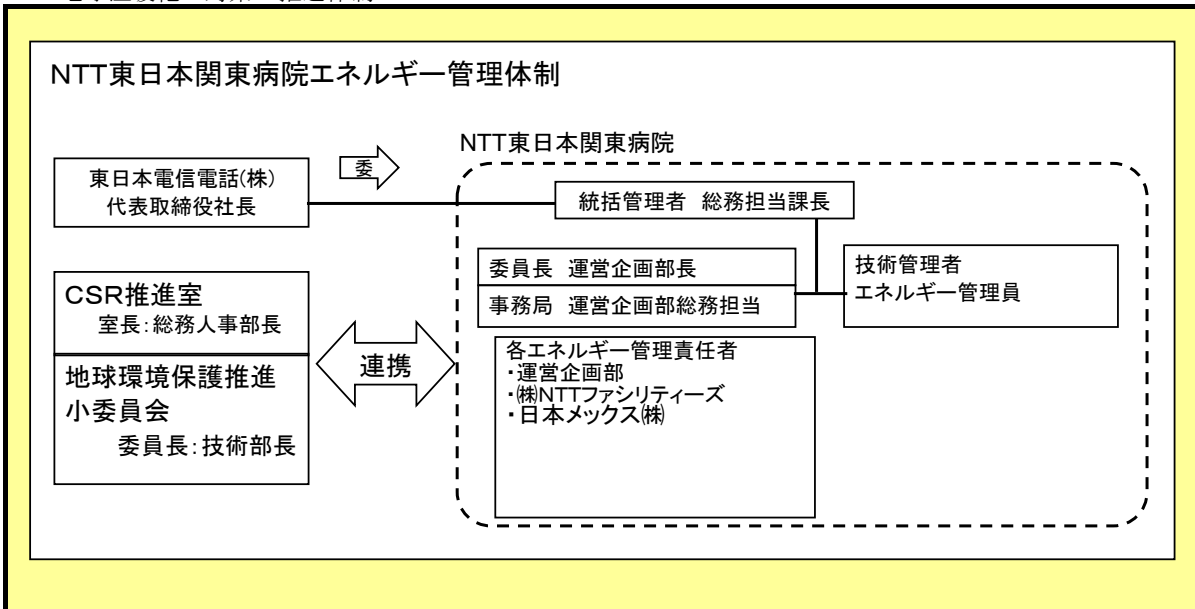 NTT東日本関東病院エネルギー管理体制
NTT東日本関東病院
委
東日本電信電話(株)
代表取締役社長
統括管理者 総務担当課長
委員長 運営企画部長
事務局 運営企画部総務担当
技術管理者
エネルギー管理員
CSR推進室
室長:総務人事部長
地球環境保護推進
小委員会
委員長:技術部長
連携
各エネルギー管理責任者
・運営企画部
・㈱NTTファシリティーズ
・日本メックス㈱